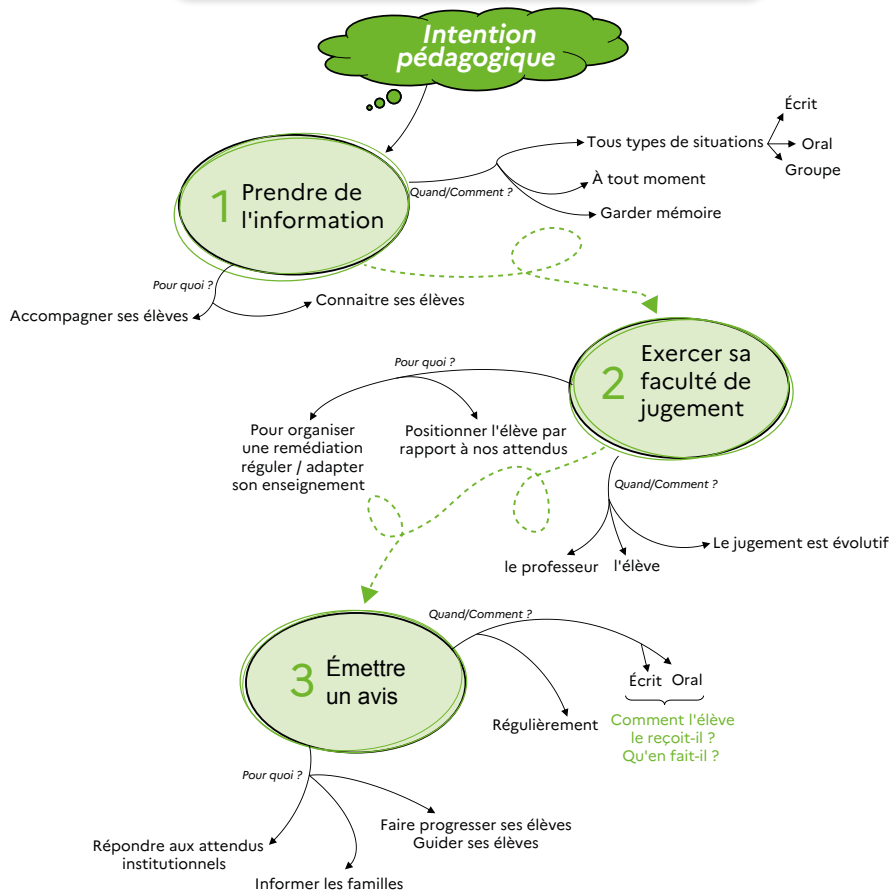 Intention
pédagogique
1 Prendre de
l'information
Quand/Comment ?
Tous types de situations
Écrit
Oral
Groupe
À tout moment
Garder mémoire
Pour quoi ?
Accompagner ses élèves
Connaitre ses élèves
2 Exercer sa
faculté de
jugement
Pour quoi ?
Pour organiser
une remédiation
réguler / adapter
son enseignement
Positionner l'élève par
rapport à nos attendus
Quand/Comment ?
le professeur
l'élève
Le jugement est évolutif
3 Émettre
un avis
Quand/Comment ?
Régulièrement
Écrit
Oral
Comment l'élève
le reçoit-il ?
Qu'en fait-il ?
Pour quoi ?
Répondre aux attendus
institutionnels
Informer les familles
Faire progresser ses élèves
Guider ses élèves